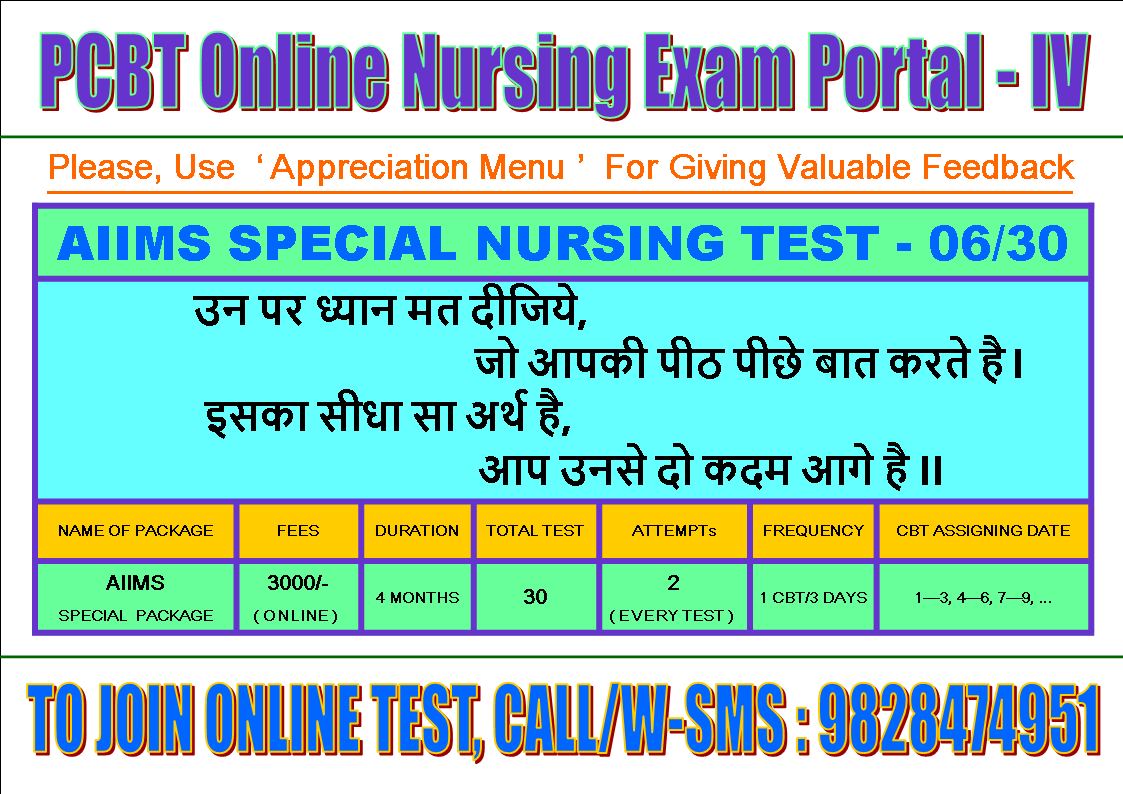 PCBT Online Nursing Exam Portal - IV
Please, Use ‘ Appreciation Menu ’ For Giving Valuable Feedback
AIIMS SPECIAL NURSING TEST - 06/30
उन पर ध्यान मत दीजिये,
जो आपकी पीठ पीछे बात करते है।
इसका सीधा सा अर्थ है,
आप उनसे दो कदम आगे है॥
NAME OF PACKAGE FEES DURATION TOTAL TEST ATTEMPTs FREQUENCY CBT ASSIGNING DATE
AIIMS 3000/- 4 MONTHS 30 2 1 CBT/3 DAYS 1—3, 4—6, 7—9, ...
SPECIAL PACKAGE ( ONLINE ) ( EVERY TEST )
TO JOIN ONLINE TEST, CALL/W-SMS : 9828474951